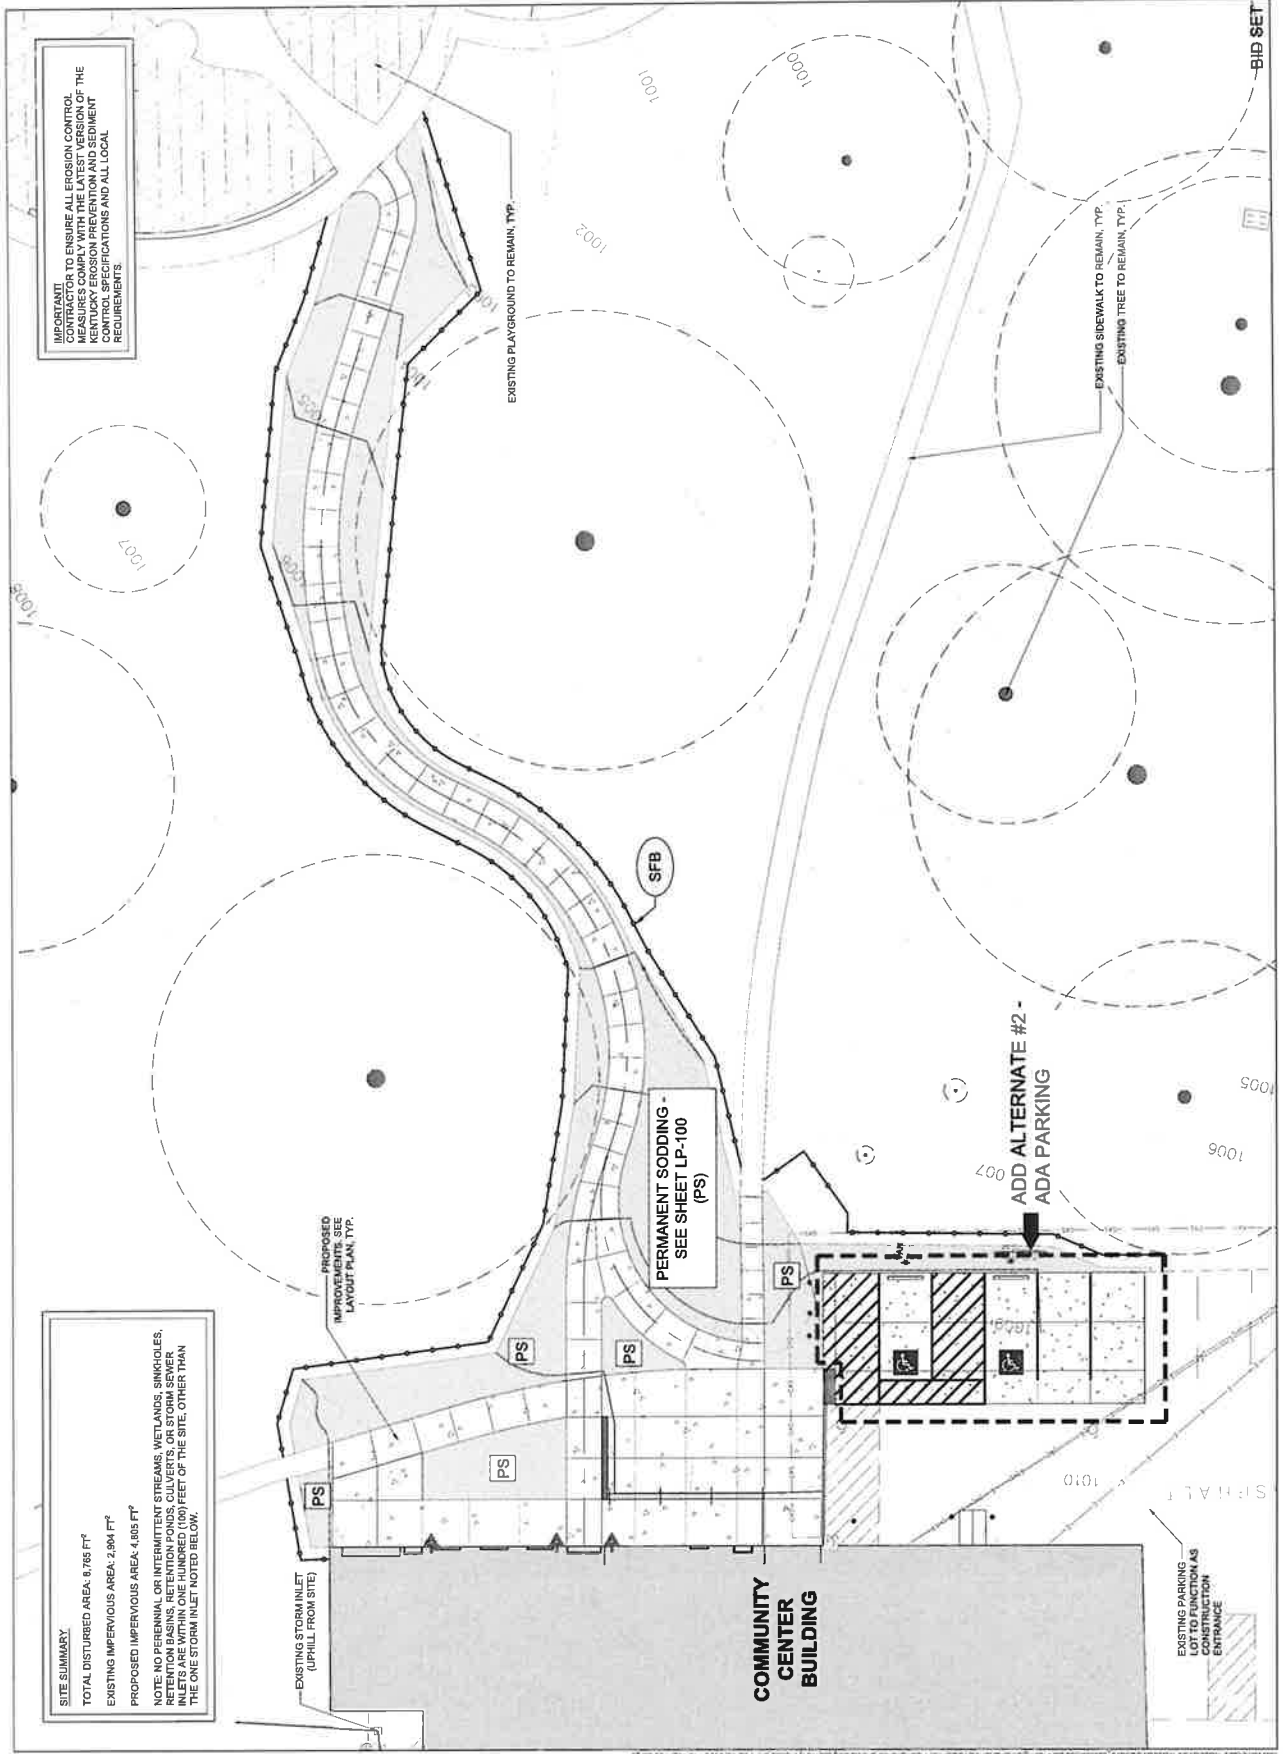 SITE SUMMARY
TOTAL DISTURBED AREA: 8,765 FT²
EXISTING IMPERVIOUS AREA: 2,904 FT²
PROPOSED IMPERVIOUS AREA: 4,805 FT²
NOTE: NO PERENNIAL OR INTERMITTENT STREAMS, WETLANDS, SINKHOLES,
RETENTION BASINS, RETENTION PONDS, CULVERTS, OR STORM SEWER
INLETS ARE WITHIN ONE HUNDRED (100) FEET OF THE SITE, OTHER THAN
THE ONE STORM INLET NOTED BELOW.
IMPORTANT!
CONTRACTOR TO ENSURE ALL EROSION CONTROL
MEASURES COMPLY WITH THE LATEST VERSION OF THE
KENTUCKY EROSION PREVENTION AND SEDIMENT
CONTROL SPECIFICATIONS AND ALL LOCAL
REQUIREMENTS.
1008
1007
EXISTING STORM INLET
(UPHILL FROM SITE)
PROPOSED
IMPROVEMENTS. SEE
LAYOUT PLAN, TYP.
PS
PS
PS
PS
PS
1006
1005
1004
EXISTING PLAYGROUND TO REMAIN, TYP.
1002
1001
1000
SFB
PERMANENT SODDING -
SEE SHEET LP-100
(PS)
COMMUNITY
CENTER
BUILDING
VAN
ADD ALTERNATE #2 -
ADA PARKING
007
1006
1005
1010
EXISTING SIDEWALK TO REMAIN, TYP.
EXISTING TREE TO REMAIN, TYP.
EXISTING PARKING
LOT TO FUNCTION AS
CONSTRUCTION
ENTRANCE
BID SET